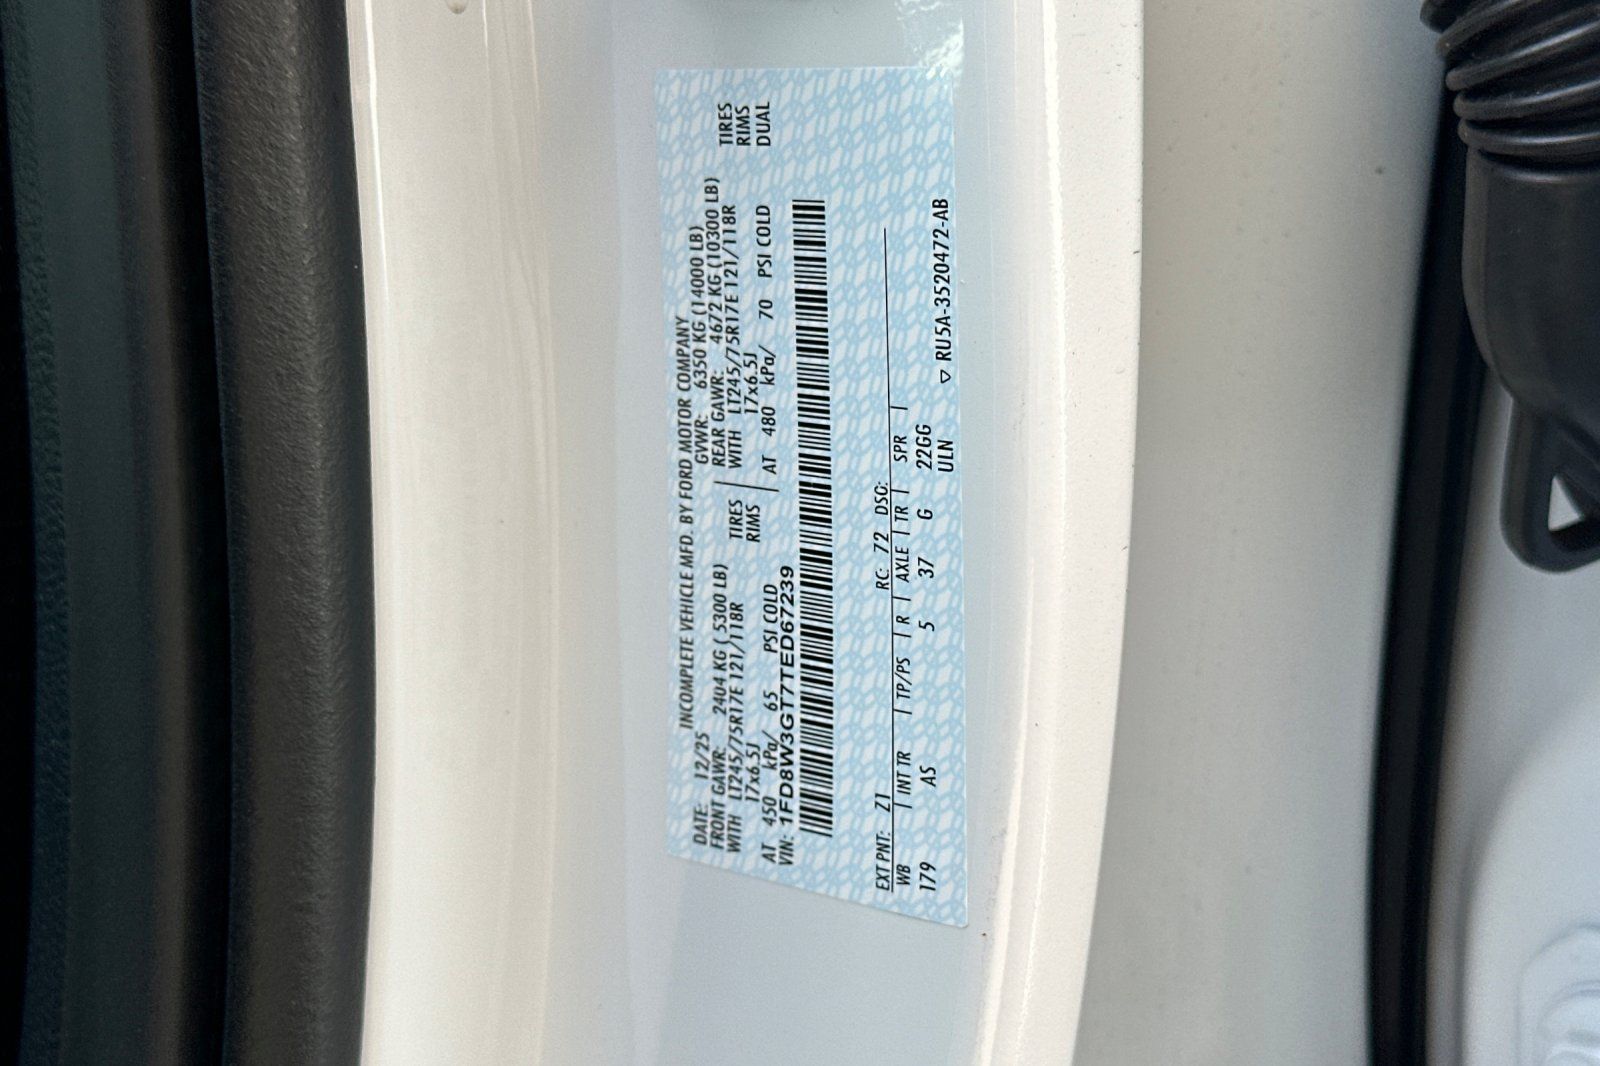 INCOMPLETE VEHICLE MFD. BY FORD MOTOR COMPANY
DATE: 12/25 GVWR: 6350 KG (14000 LB)
FRONT GAWR: 2404 KG ( 5300 LB) REAR GAWR: 4672 KG (10300 LB)
WITH LT245/75R17E 121/118R TIRES WITH LT245/75R17E 121/118R TIRES
17x6.5J RIMS 17x6.5J RIMS
AT 450 kPa/ 65 PSI COLD AT 480 kPa/ 70 PSI COLD DUAL
VIN: 1FD8W3GT7TED67239
EXT PNT: Z1 RC: 72 DSO:
WB | INT TR | TP/PS | R | AXLE | TR | SPR |
179 AS 5 37 G 22GG
ULN ▽ RU5A-3520472-AB